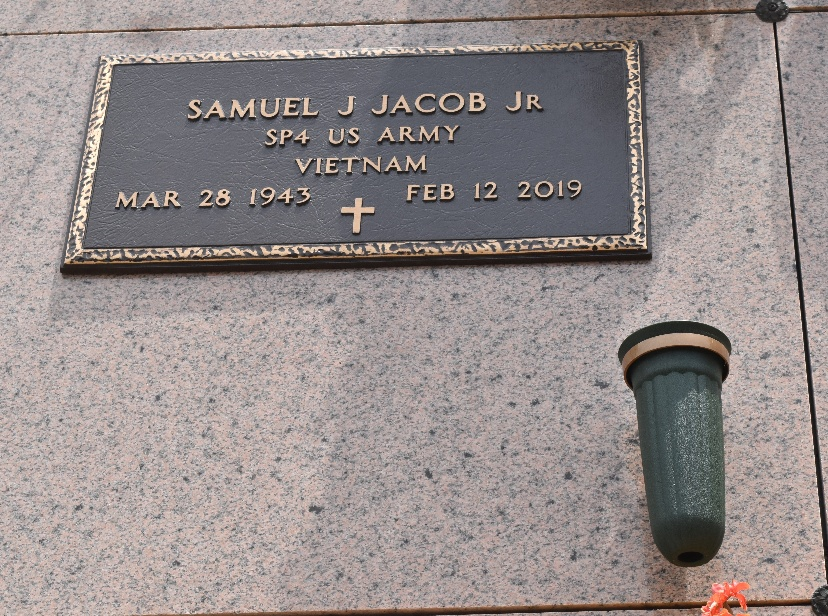 SAMUEL J JACOB JR
SP4 US ARMY
VIETNAM
MAR 28 1943 FEB 12 2019